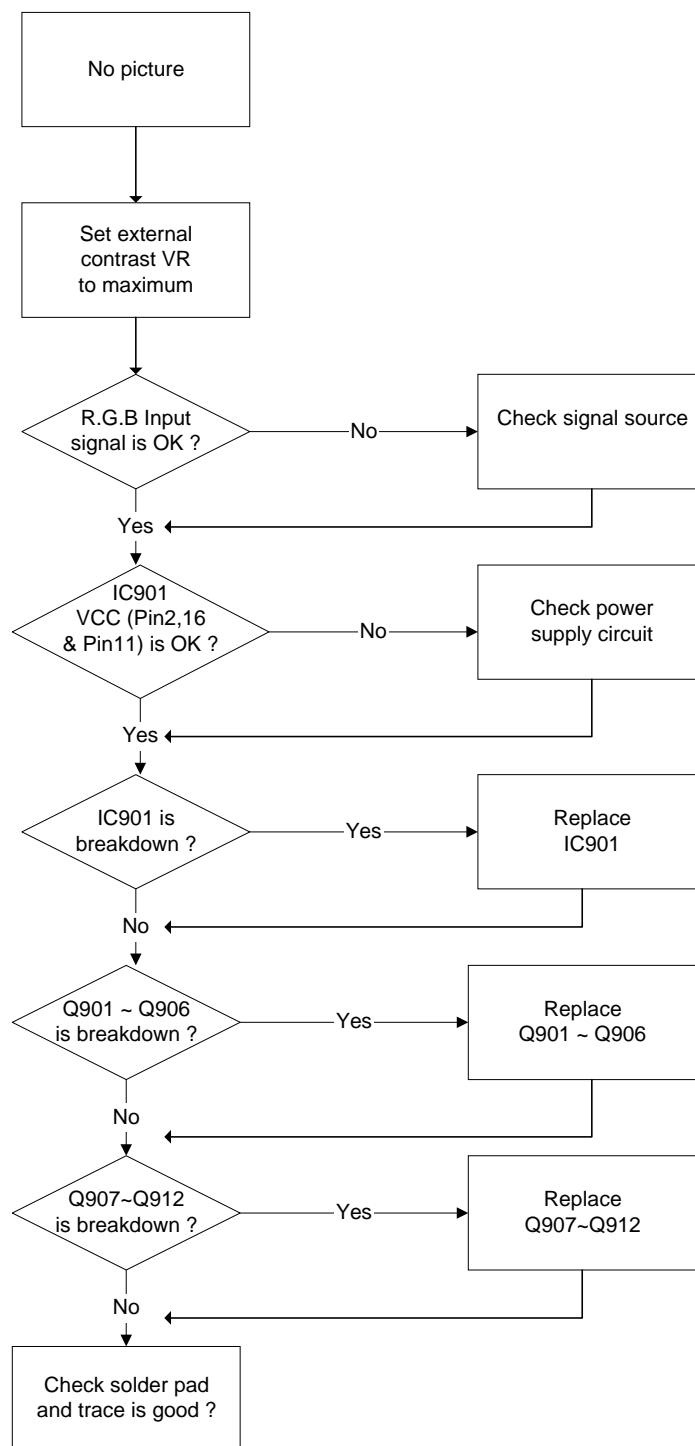 No picture
Set external
contrast VR
to maximum
R.G.B Input
signal is OK ?
No
Check signal source
Yes
IC901
VCC (Pin2,16
& Pin11) is OK ?
No
Check power
supply circuit
Yes
IC901 is
breakdown ?
Yes
Replace
IC901
No
Q901 ~ Q906
is breakdown ?
Yes
Replace
Q901 ~ Q906
No
Q907~Q912
is breakdown ?
Yes
Replace
Q907~Q912
No
Check solder pad
and trace is good ?